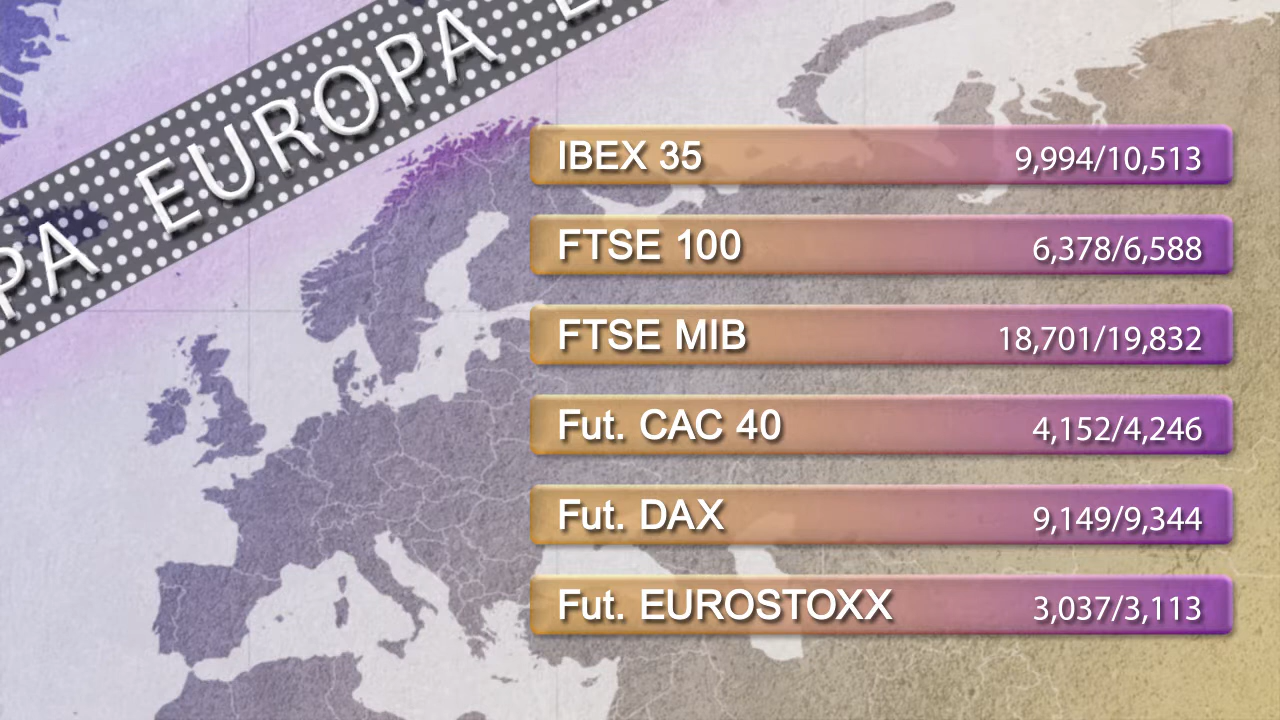 PA EUROPA E
IBEX 35 9,994/10,513
FTSE 100 6,378/6,588
FTSE MIB 18,701/19,832
Fut. CAC 40 4,152/4,246
Fut. DAX 9,149/9,344
Fut. EUROSTOXX 3,037/3,113